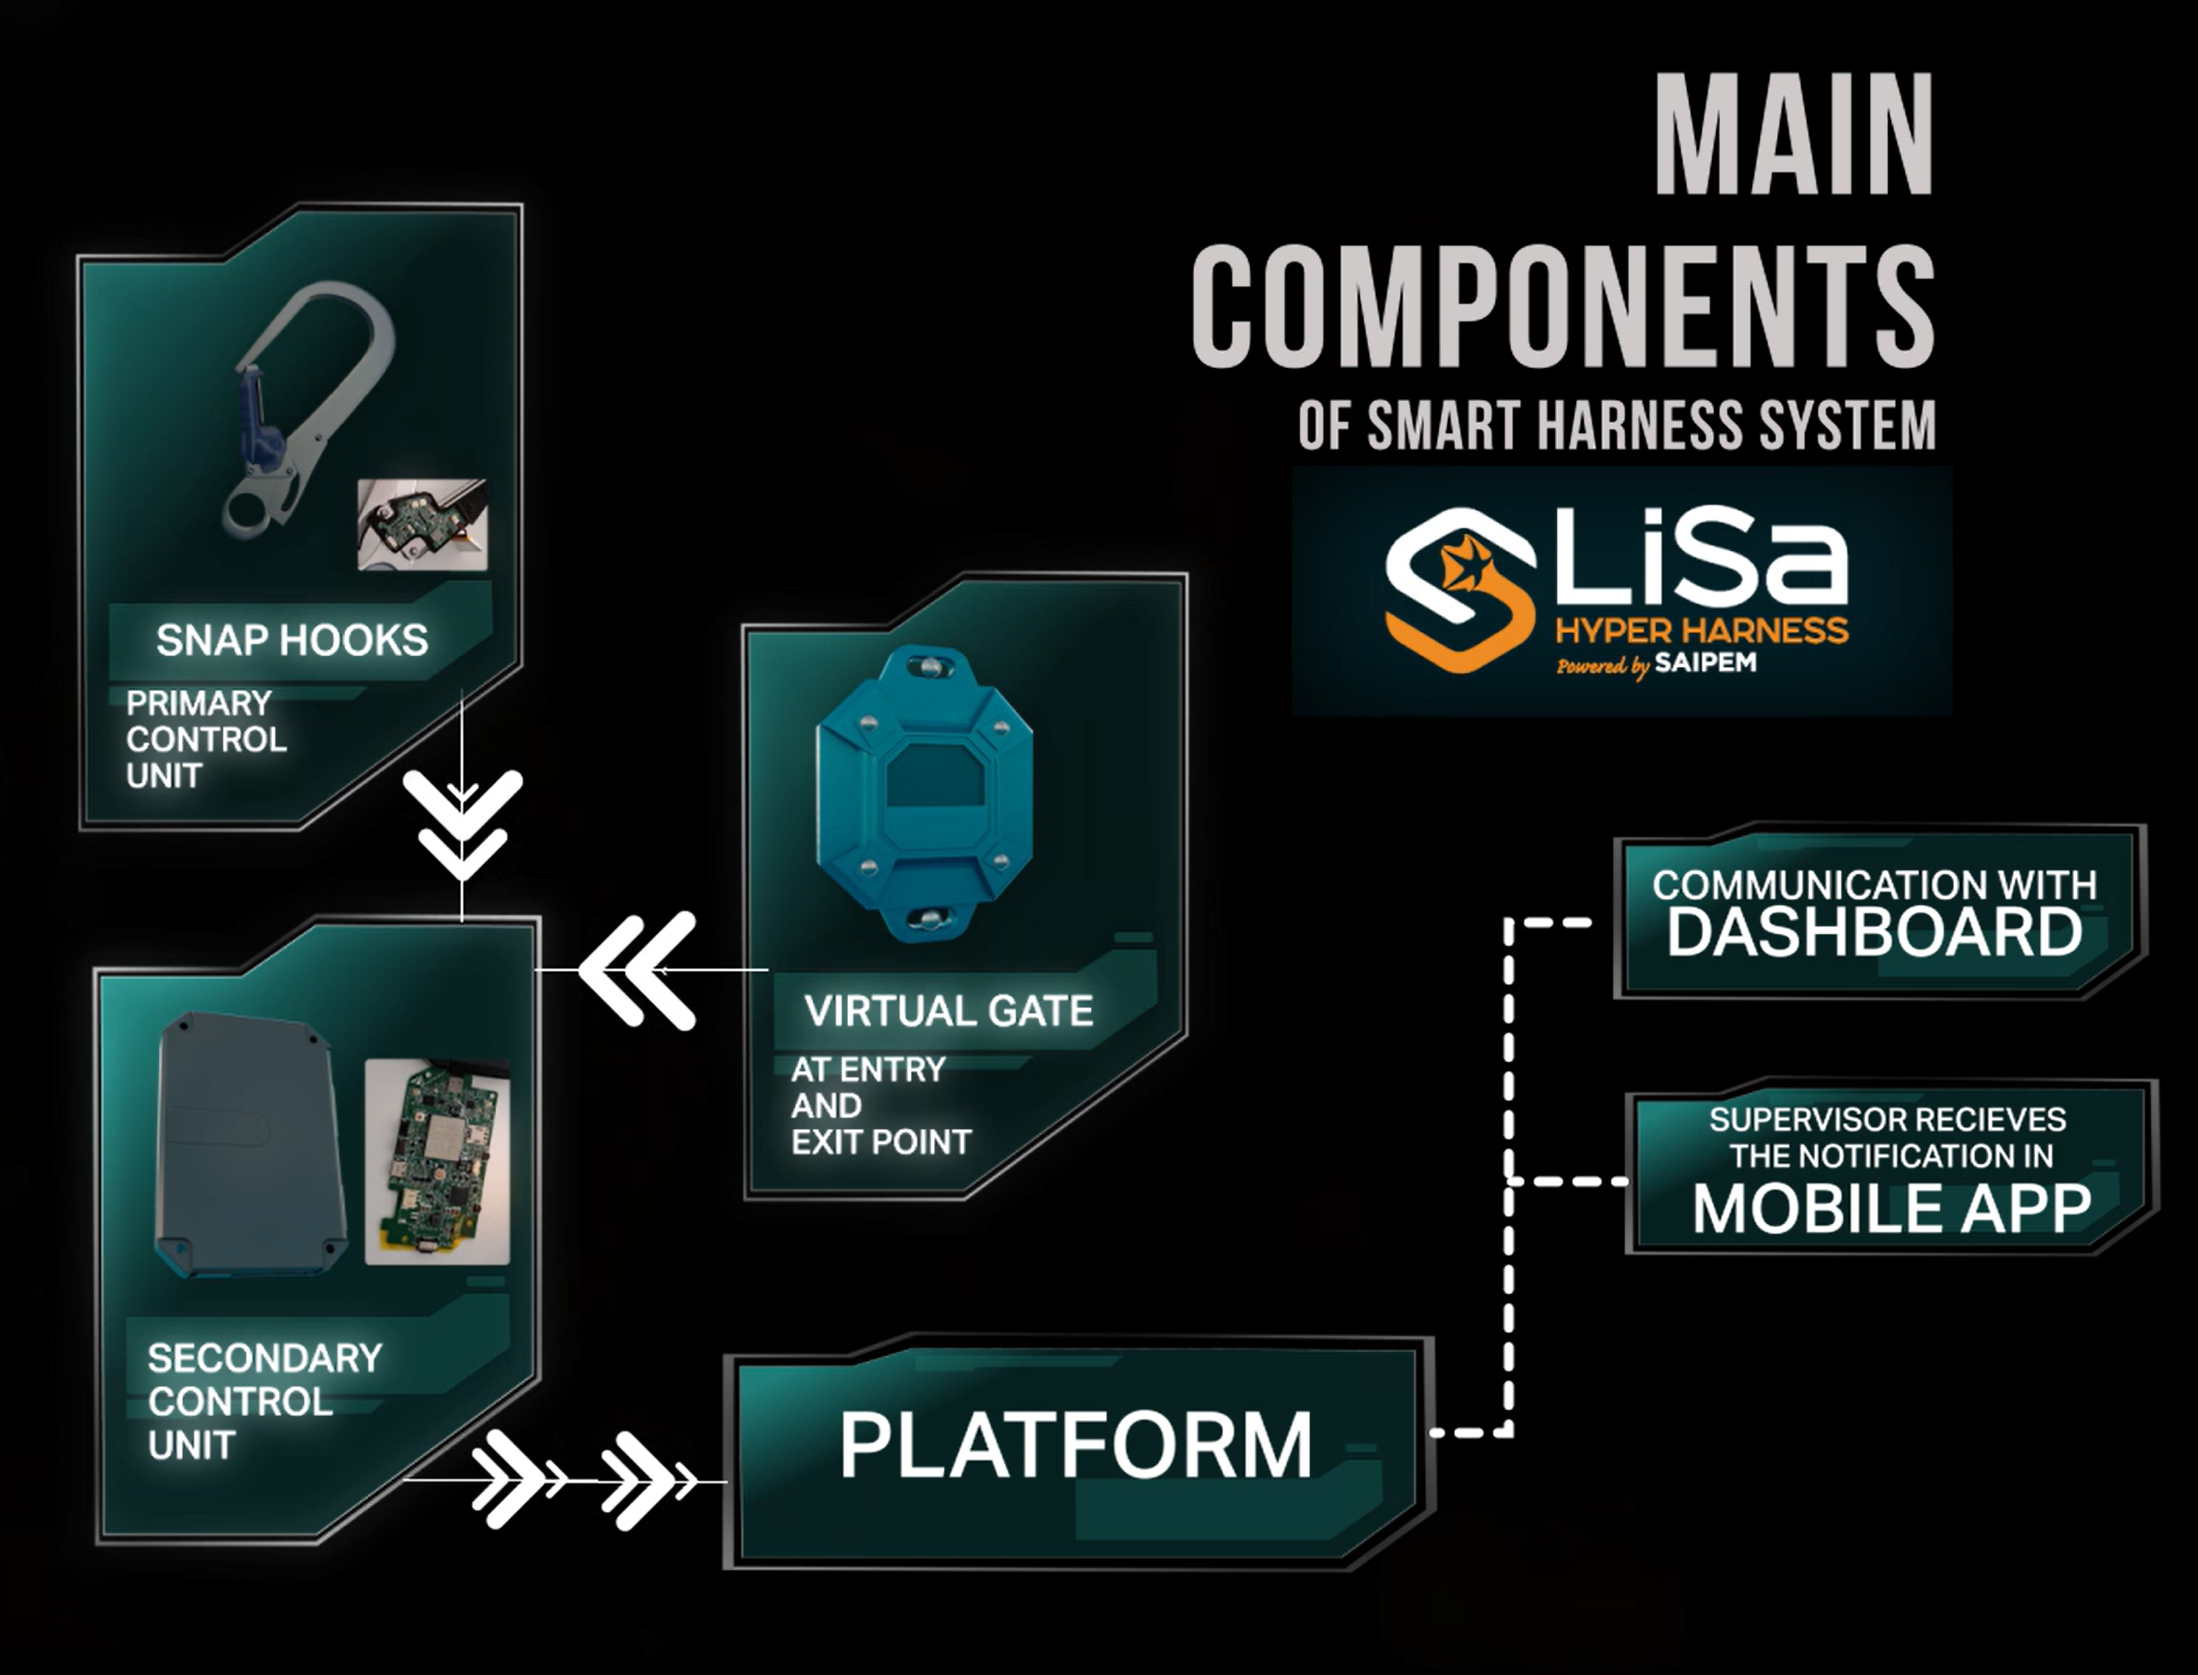 MAIN
COMPONENTS
OF SMART HARNESS SYSTEM
LiSa
HYPER HARNESS
Powered by SAIPEM
SNAP HOOKS
PRIMARY
CONTROL
UNIT
VIRTUAL GATE
AT ENTRY
AND
EXIT POINT
SECONDARY
CONTROL
UNIT
PLATFORM
COMMUNICATION WITH
DASHBOARD
SUPERVISOR RECIEVES
THE NOTIFICATION IN
MOBILE APP